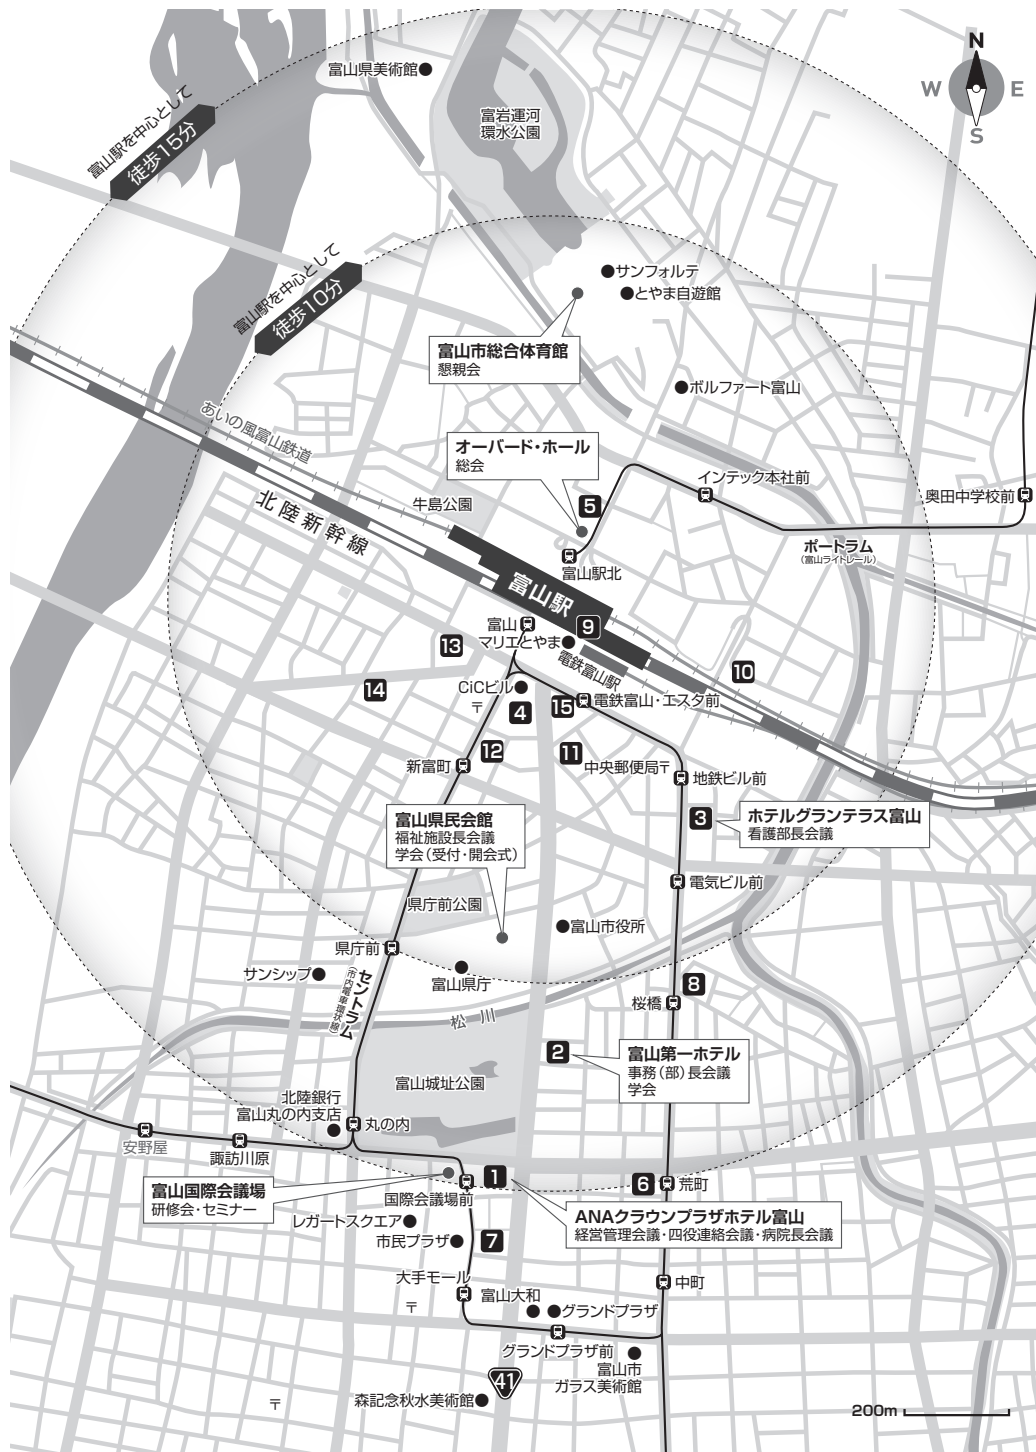 N
W
E
S
富山県美術館
富岩運河
環水公園
富山駅を中心として
徒歩15分
富山駅を中心として
徒歩10分
サンフォルテ
とやま自遊館
富山市総合体育館
懇親会
ボルファート富山
あいの風富山鉄道
北陸新幹線
オーバード・ホール
総会
インテック本社前
奥田中学校前
牛島公園
5
ポートラム
(富山ライトレール)
富山駅北
富山駅
富山
9
マリエとやま
電鉄富山駅
13
10
14
CiCビル
〒
4
15
電鉄富山・エスタ前
12
11
新富町
中央郵便局〒
地鉄ビル前
3
ホテルグランテラス富山
看護部長会議
富山県民会館
福祉施設長会議
学会(受付・開会式)
電気ビル前
県庁前公園
富山市役所
県庁前
サンシップ
富山県庁
セントラム
(市内電車環状線)
8
桜橋
松川
2
富山第一ホテル
事務(部)長会議
学会
富山城址公園
北陸銀行
富山丸の内支店
丸の内
安野屋
諏訪川原
富山国際会議場
研修会・セミナー
1
国際会議場前
6
荒町
ANAクラウンプラザホテル富山
経営管理会議・四役連絡会議・病院長会議
レガートスクエア
市民プラザ
7
大手モール
中町
〒
富山大和
グランドプラザ
グランドプラザ前
富山市
ガラス美術館
41
森記念秋水美術館
〒
200m